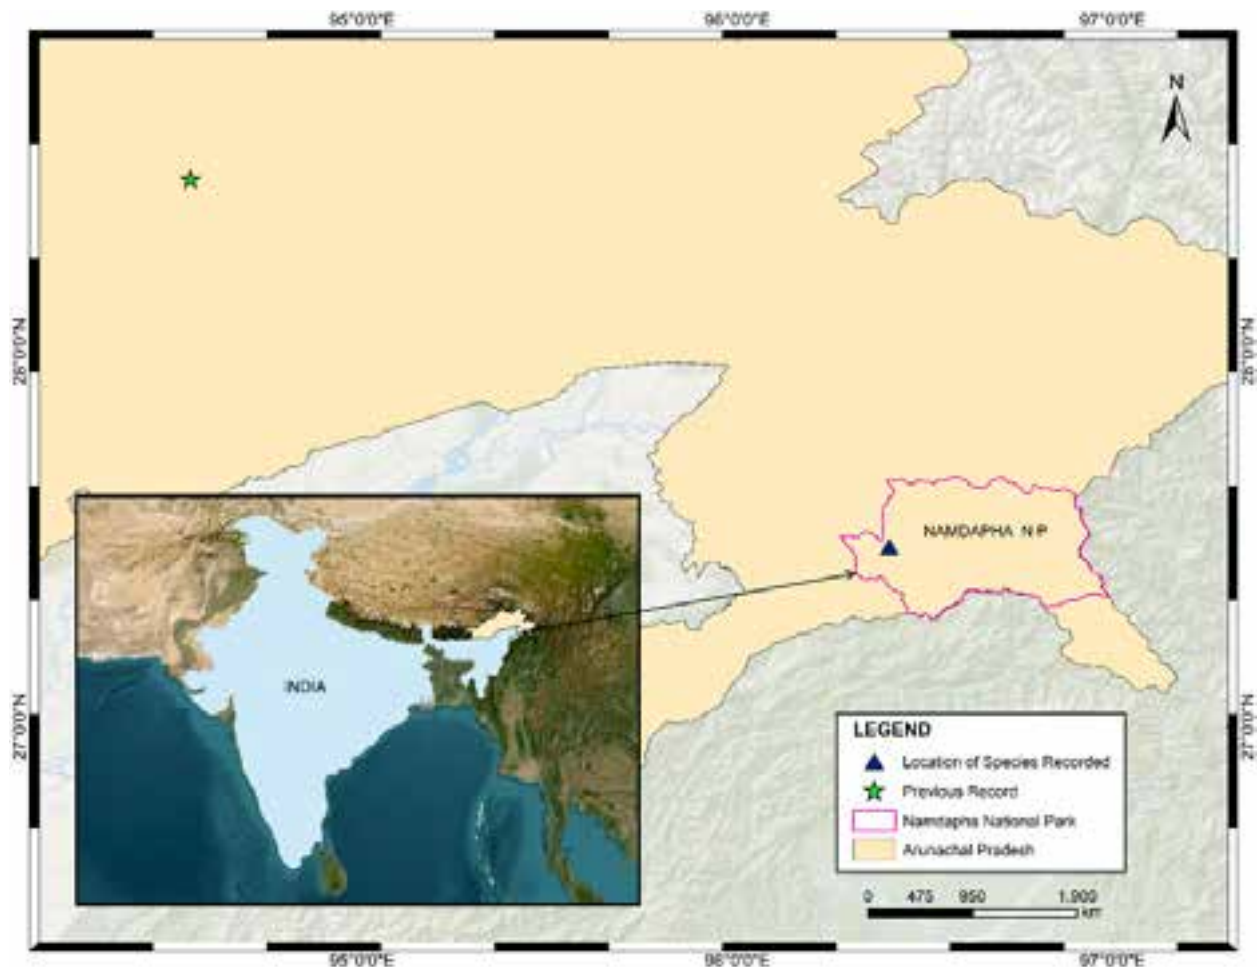 95°0'0"E 96°0'0"E 97°0'0"E
N
28°0'0"N 28°0'0"N
NAMDAPHA N P
INDIA
27°0'0"N 27°0'0"N
LEGEND
Location of Species Recorded
Previous Record
Namdapha National Park
Arunachal Pradesh
0 475 950 1,900
km
95°0'0"E 96°0'0"E 97°0'0"E